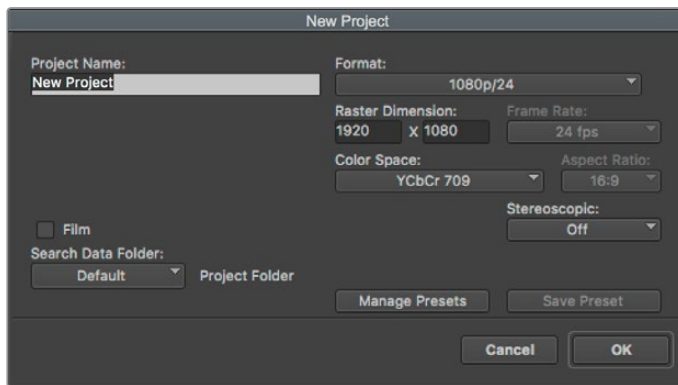 New Project
Project Name:
New Project
Film
Search Data Folder:
Default
Project Folder
Format:
1080p/24
Raster Dimension:
1920 x 1080
Frame Rate:
24 fps
Color Space:
YCbCr 709
Aspect Ratio:
16:9
Stereoscopic:
Off
Manage Presets
Save Preset
Cancel
OK